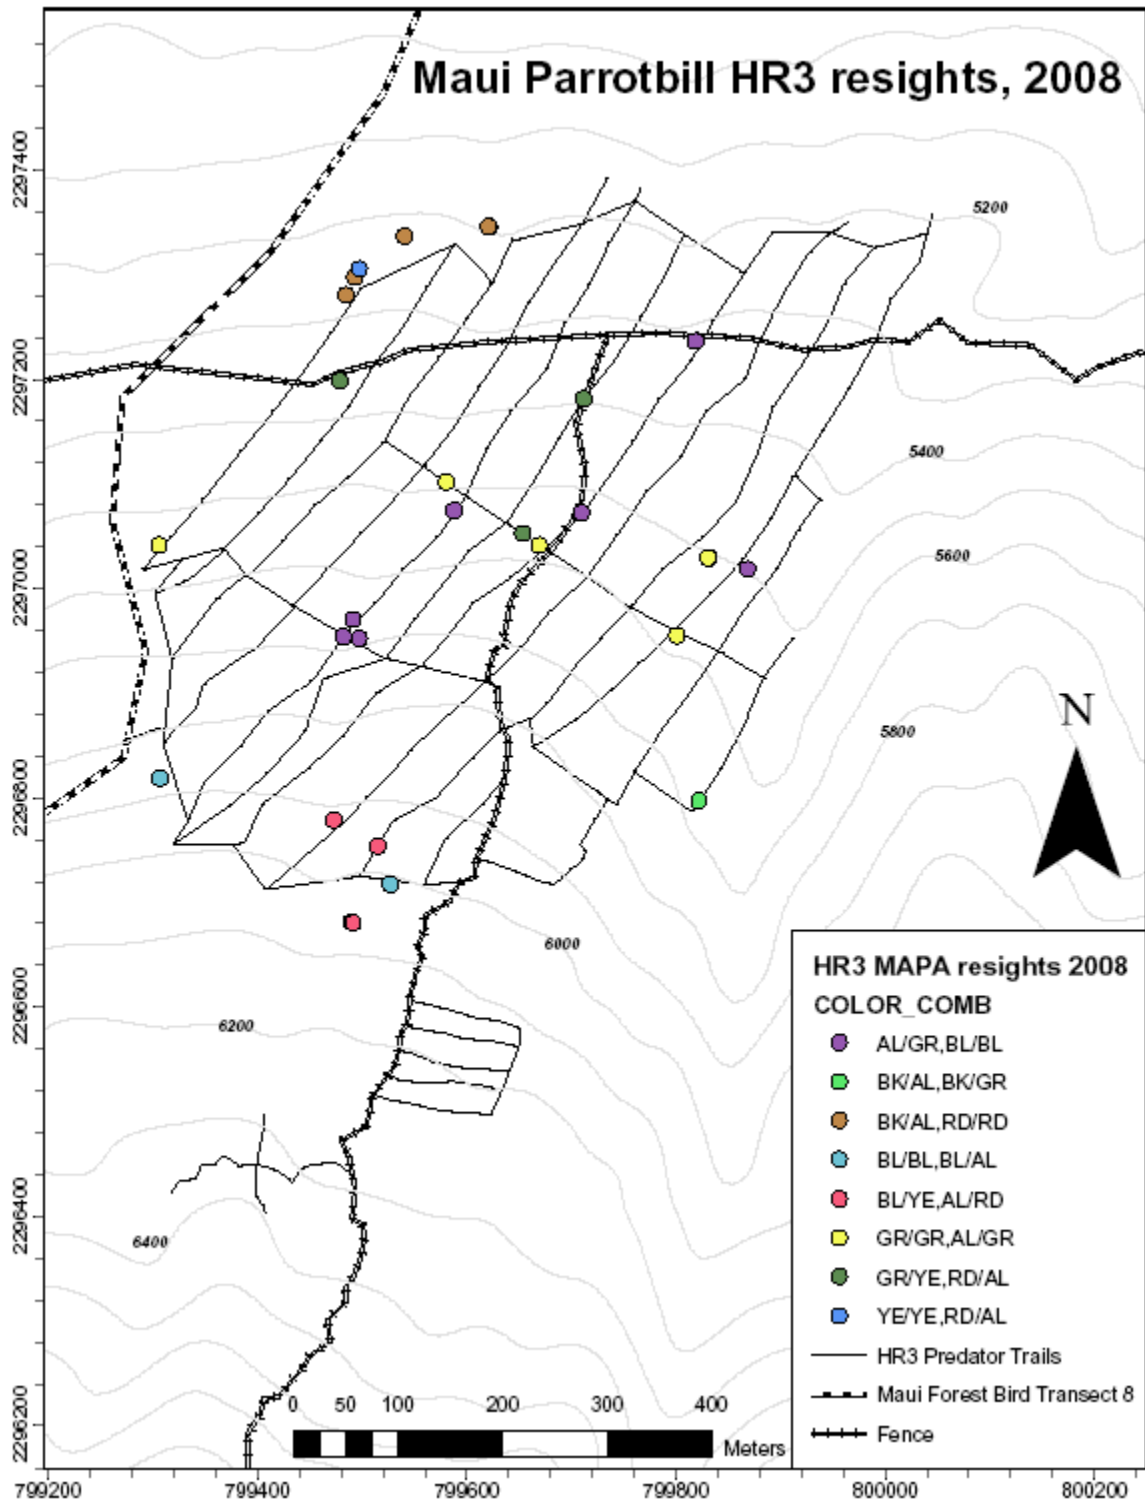 Maui Parrotbill HR3 resights, 2008
2297400
5200
2297200
5400
5600
2297000
5800
N
2296800
6000
2296600
6200
2296400
6400
2296200
HR3 MAPA resights 2008
COLOR_COMB
AL/GR,BL/BL
BK/AL,BK/GR
BK/AL,RD/RD
BL/BL,BL/AL
BL/YE,AL/RD
GR/GR,AL/GR
GR/YE,RD/AL
YE/YE,RD/AL
HR3 Predator Trails
Maui Forest Bird Transect 8
Fence
0 50 100 200 300 400
Meters
799200 799400 799600 799800 800000 800200